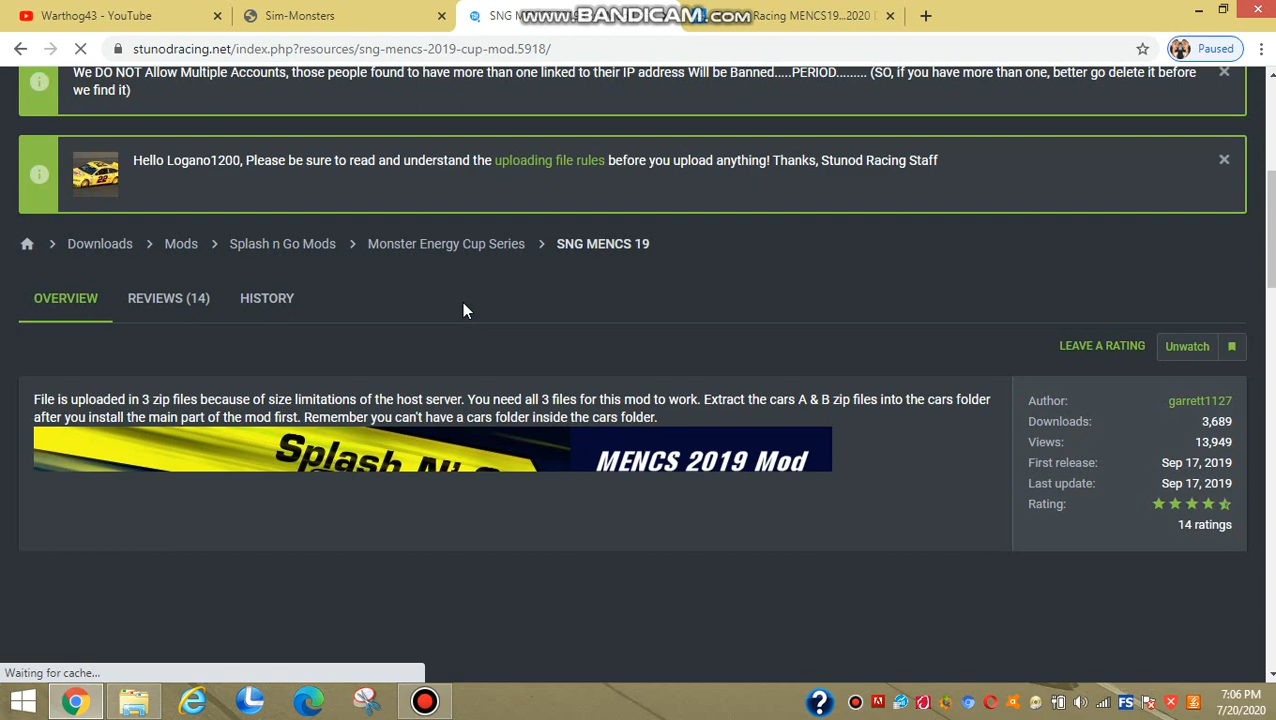 Warthog43 - YouTube
Sim-Monsters
SNG M
www.BANDICAM.com
Racing MENCS19...2020
stunodracing.net/index.php?resources/sng-mencs-2019-cup-mod.5918/
Paused
We DO NOT Allow Multiple Accounts, those people found to have more than one linked to their IP address Will be Banned.....PERIOD......... (SO, if you have more than one, better go delete it before
we find it)
Hello Logano1200, Please be sure to read and understand the uploading file rules before you upload anything! Thanks, Stunod Racing Staff
Downloads > Mods > Splash n Go Mods > Monster Energy Cup Series > SNG MENCS 19
OVERVIEW REVIEWS (14) HISTORY
LEAVE A RATING Unwatch
File is uploaded in 3 zip files because of size limitations of the host server. You need all 3 files for this mod to work. Extract the cars A & B zip files into the cars folder
after you install the main part of the mod first. Remember you can't have a cars folder inside the cars folder.
Splash N' G
MENCS 2019 Mod
Author: garrett1127
Downloads: 3,689
Views: 13,949
First release: Sep 17, 2019
Last update: Sep 17, 2019
Rating:
14 ratings
Waiting for cache...
FS
7:06 PM
7/20/2020